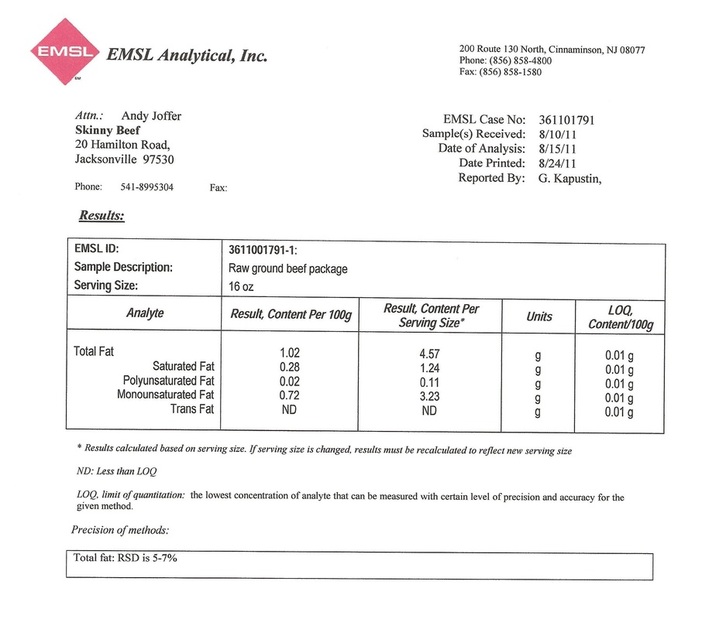 EMSL
EMSL Analytical, Inc.
200 Route 130 North, Cinnaminson, NJ 08077
Phone: (856) 858-4800
Fax: (856) 858-1580
Attn.: Andy Joffer
Skinny Beef
20 Hamilton Road,
Jacksonville 97530
Phone: 541-8995304 Fax:
EMSL Case No: 361101791
Sample(s) Received: 8/10/11
Date of Analysis: 8/15/11
Date Printed: 8/24/11
Reported By: G. Kapustin,
Results:
EMSL ID: 3611001791-1:
Sample Description: Raw ground beef package
Serving Size: 16 oz
Analyte Result, Content Per 100g Result, Content Per Serving Size* Units LOQ, Content/100g
Total Fat 1.02 4.57 g 0.01 g
Saturated Fat 0.28 1.24 g 0.01 g
Polyunsaturated Fat 0.02 0.11 g 0.01 g
Monounsaturated Fat 0.72 3.23 g 0.01 g
Trans Fat ND ND g 0.01 g
* Results calculated based on serving size. If serving size is changed, results must be recalculated to reflect new serving size
ND: Less than LOQ
LOQ, limit of quantitation: the lowest concentration of analyte that can be measured with certain level of precision and accuracy for the
given method.
Precision of methods:
Total fat: RSD is 5-7%